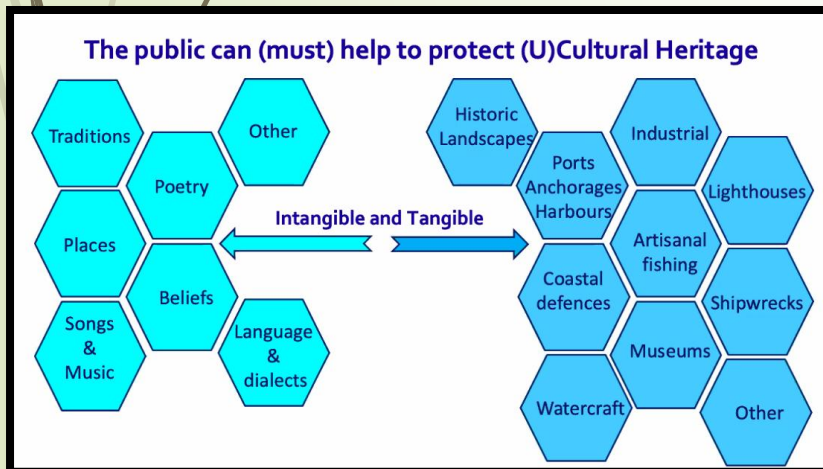 The public can (must) help to protect (U)Cultural Heritage
Traditions
Other
Poetry
Places
Beliefs
Songs
&
Music
Language
&
dialects
Intangible and Tangible
Historic
Landscapes
Industrial
Ports
Anchorages
Harbours
Lighthouses
Artisanal
fishing
Coastal
defences
Shipwrecks
Museums
Watercraft
Other